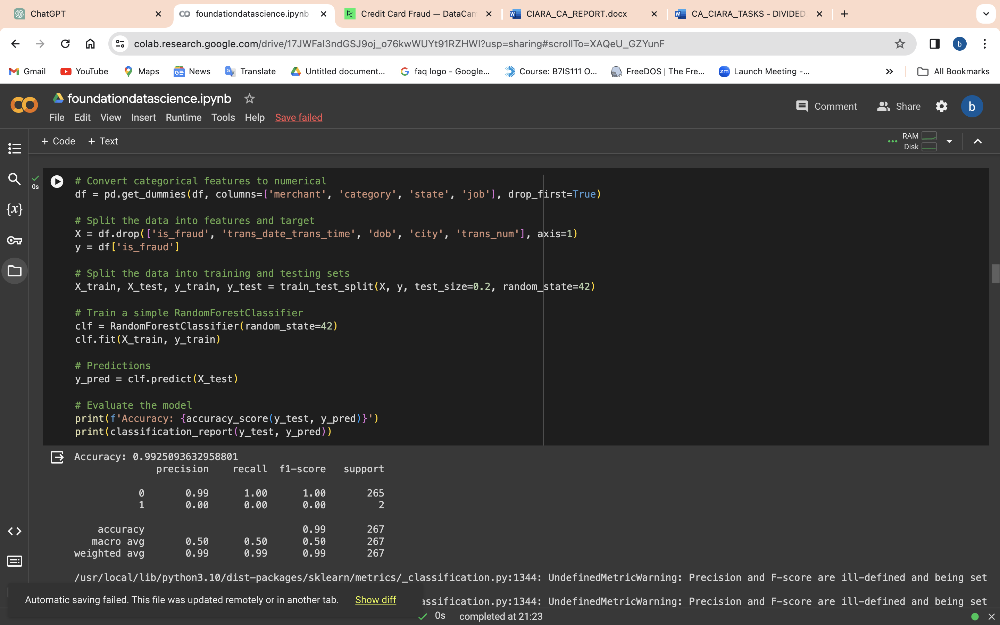 ChatGPT
foundationdatascience.ipynb
Credit Card Fraud — DataCam
CIARA_CA_REPORT.docx
CA_CIARA_TASKS - DIVIDED.
colab.research.google.com/drive/17JWFaI3ndGSJ9oj_o76kwWUYt91RZHWI?usp=sharing#scrollTo=XAQeU_GZYunF
b
Gmail
YouTube
Maps
News
Translate
Untitled document...
faq logo - Google...
Course: B7IS111 O...
FreeDOS | The Fre...
Launch Meeting -...
All Bookmarks
foundationdatascience.ipynb
Comment
Share
b
File Edit View Insert Runtime Tools Help Save failed
+ Code + Text
RAM
Disk
0s
# Convert categorical features to numerical
df = pd.get_dummies(df, columns=['merchant', 'category', 'state', 'job'], drop_first=True)
# Split the data into features and target
X = df.drop(['is_fraud', 'trans_date_trans_time', 'dob', 'city', 'trans_num'], axis=1)
y = df['is_fraud']
# Split the data into training and testing sets
X_train, X_test, y_train, y_test = train_test_split(X, y, test_size=0.2, random_state=42)
# Train a simple RandomForestClassifier
clf = RandomForestClassifier(random_state=42)
clf.fit(X_train, y_train)
# Predictions
y_pred = clf.predict(X_test)
# Evaluate the model
print(f'Accuracy: {accuracy_score(y_test, y_pred)}')
print(classification_report(y_test, y_pred))
Accuracy: 0.9925093632958801
precision recall f1-score support
0 0.99 1.00 1.00 265
1 0.00 0.00 0.00 2
accuracy 0.99 267
macro avg 0.50 0.50 0.50 267
weighted avg 0.99 0.99 0.99 267
/usr/local/lib/python3.10/dist-packages/sklearn/metrics/_classification.py:1344: UndefinedMetricWarning: Precision and F-score are ill-defined and being set
assification.py:1344: UndefinedMetricWarning: Precision and F-score are ill-defined and being set
Automatic saving failed. This file was updated remotely or in another tab. Show diff
0s completed at 21:23